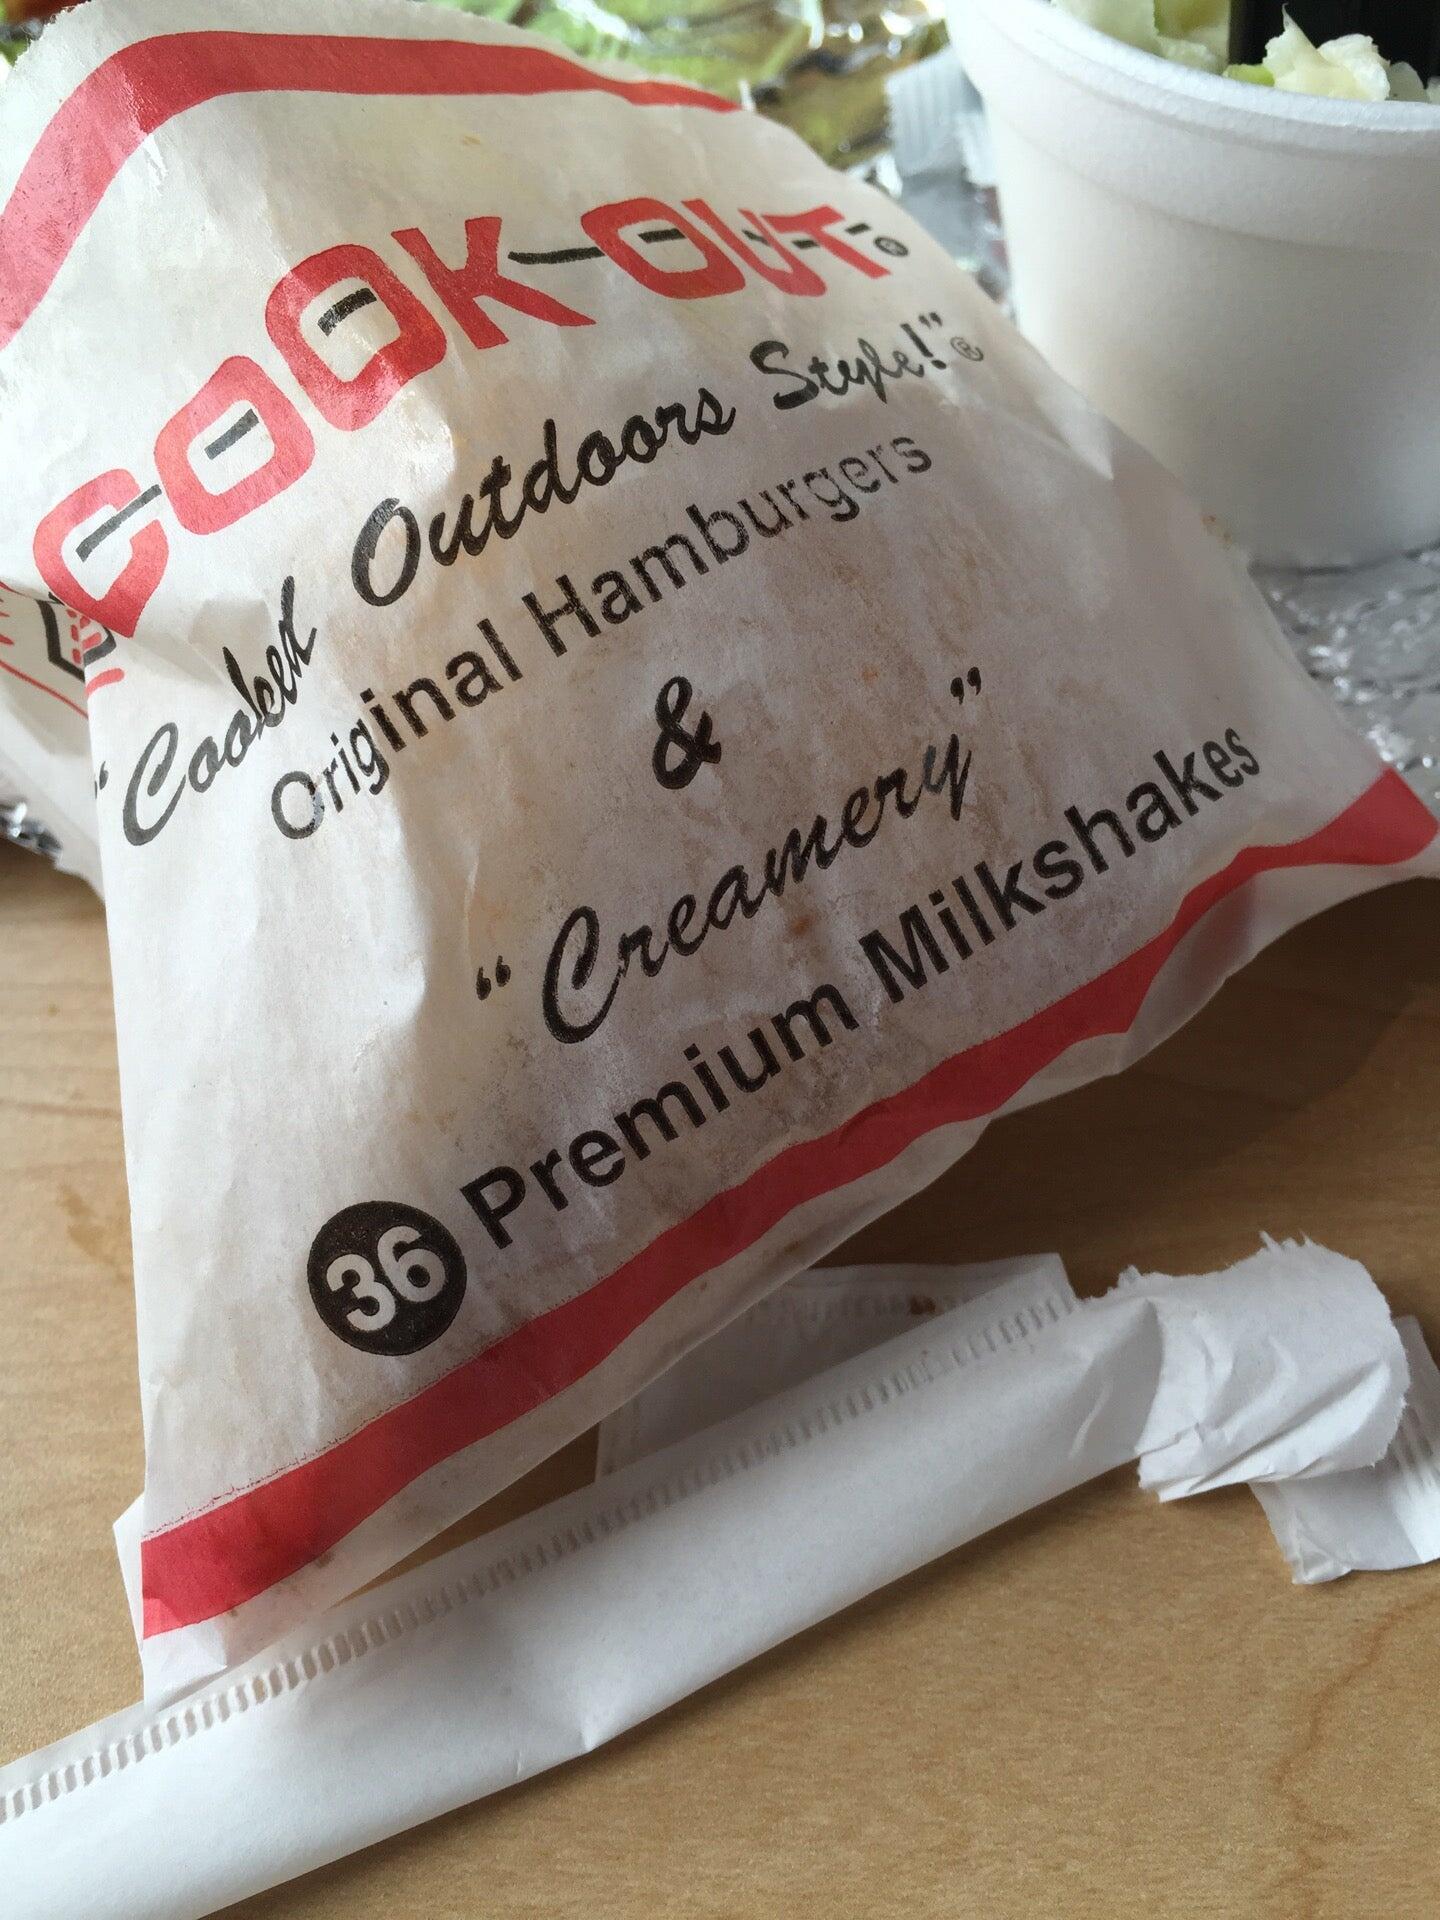 COOK-OUT®
"Cooked Outdoors Style!"®
Original Hamburgers
&
"Creamery"
36 Premium Milkshakes